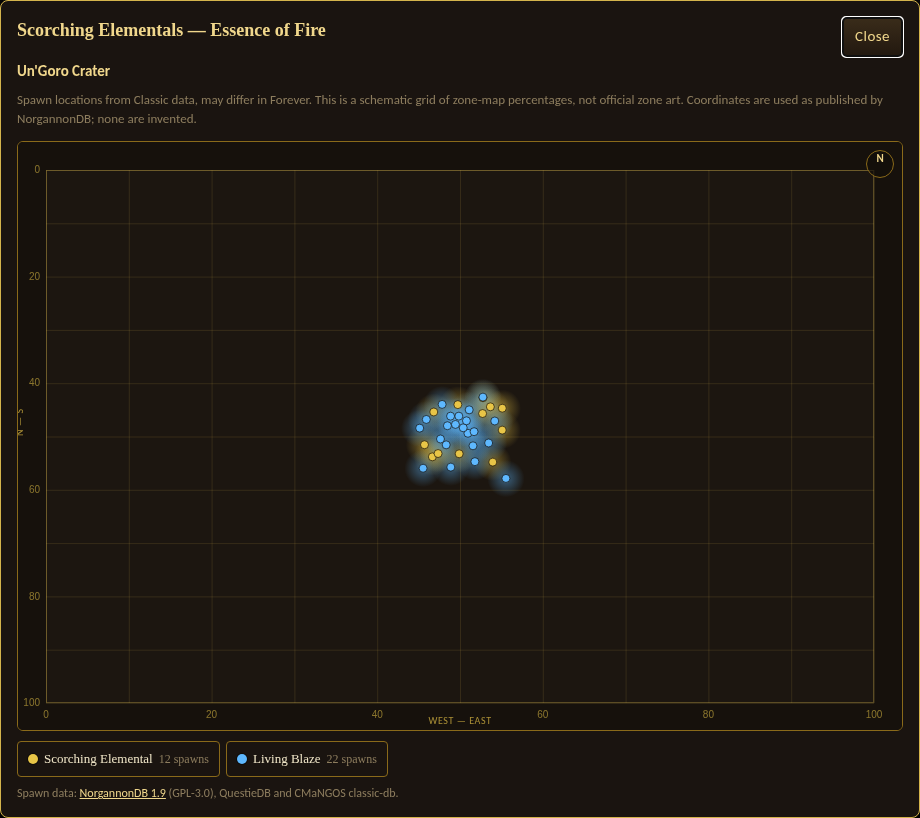 Scorching Elementals — Essence of Fire
Close
Un'Goro Crater
Spawn locations from Classic data, may differ in Forever. This is a schematic grid of zone-map percentages, not official zone art. Coordinates are used as published by
NorgannonDB; none are invented.
N
0
20
40
N — S
60
80
100
0 20 40 60 80 100
WEST — EAST
Scorching Elemental 12 spawns Living Blaze 22 spawns
Spawn data: NorgannonDB 1.9 (GPL-3.0), QuestieDB and CMaNGOS classic-db.